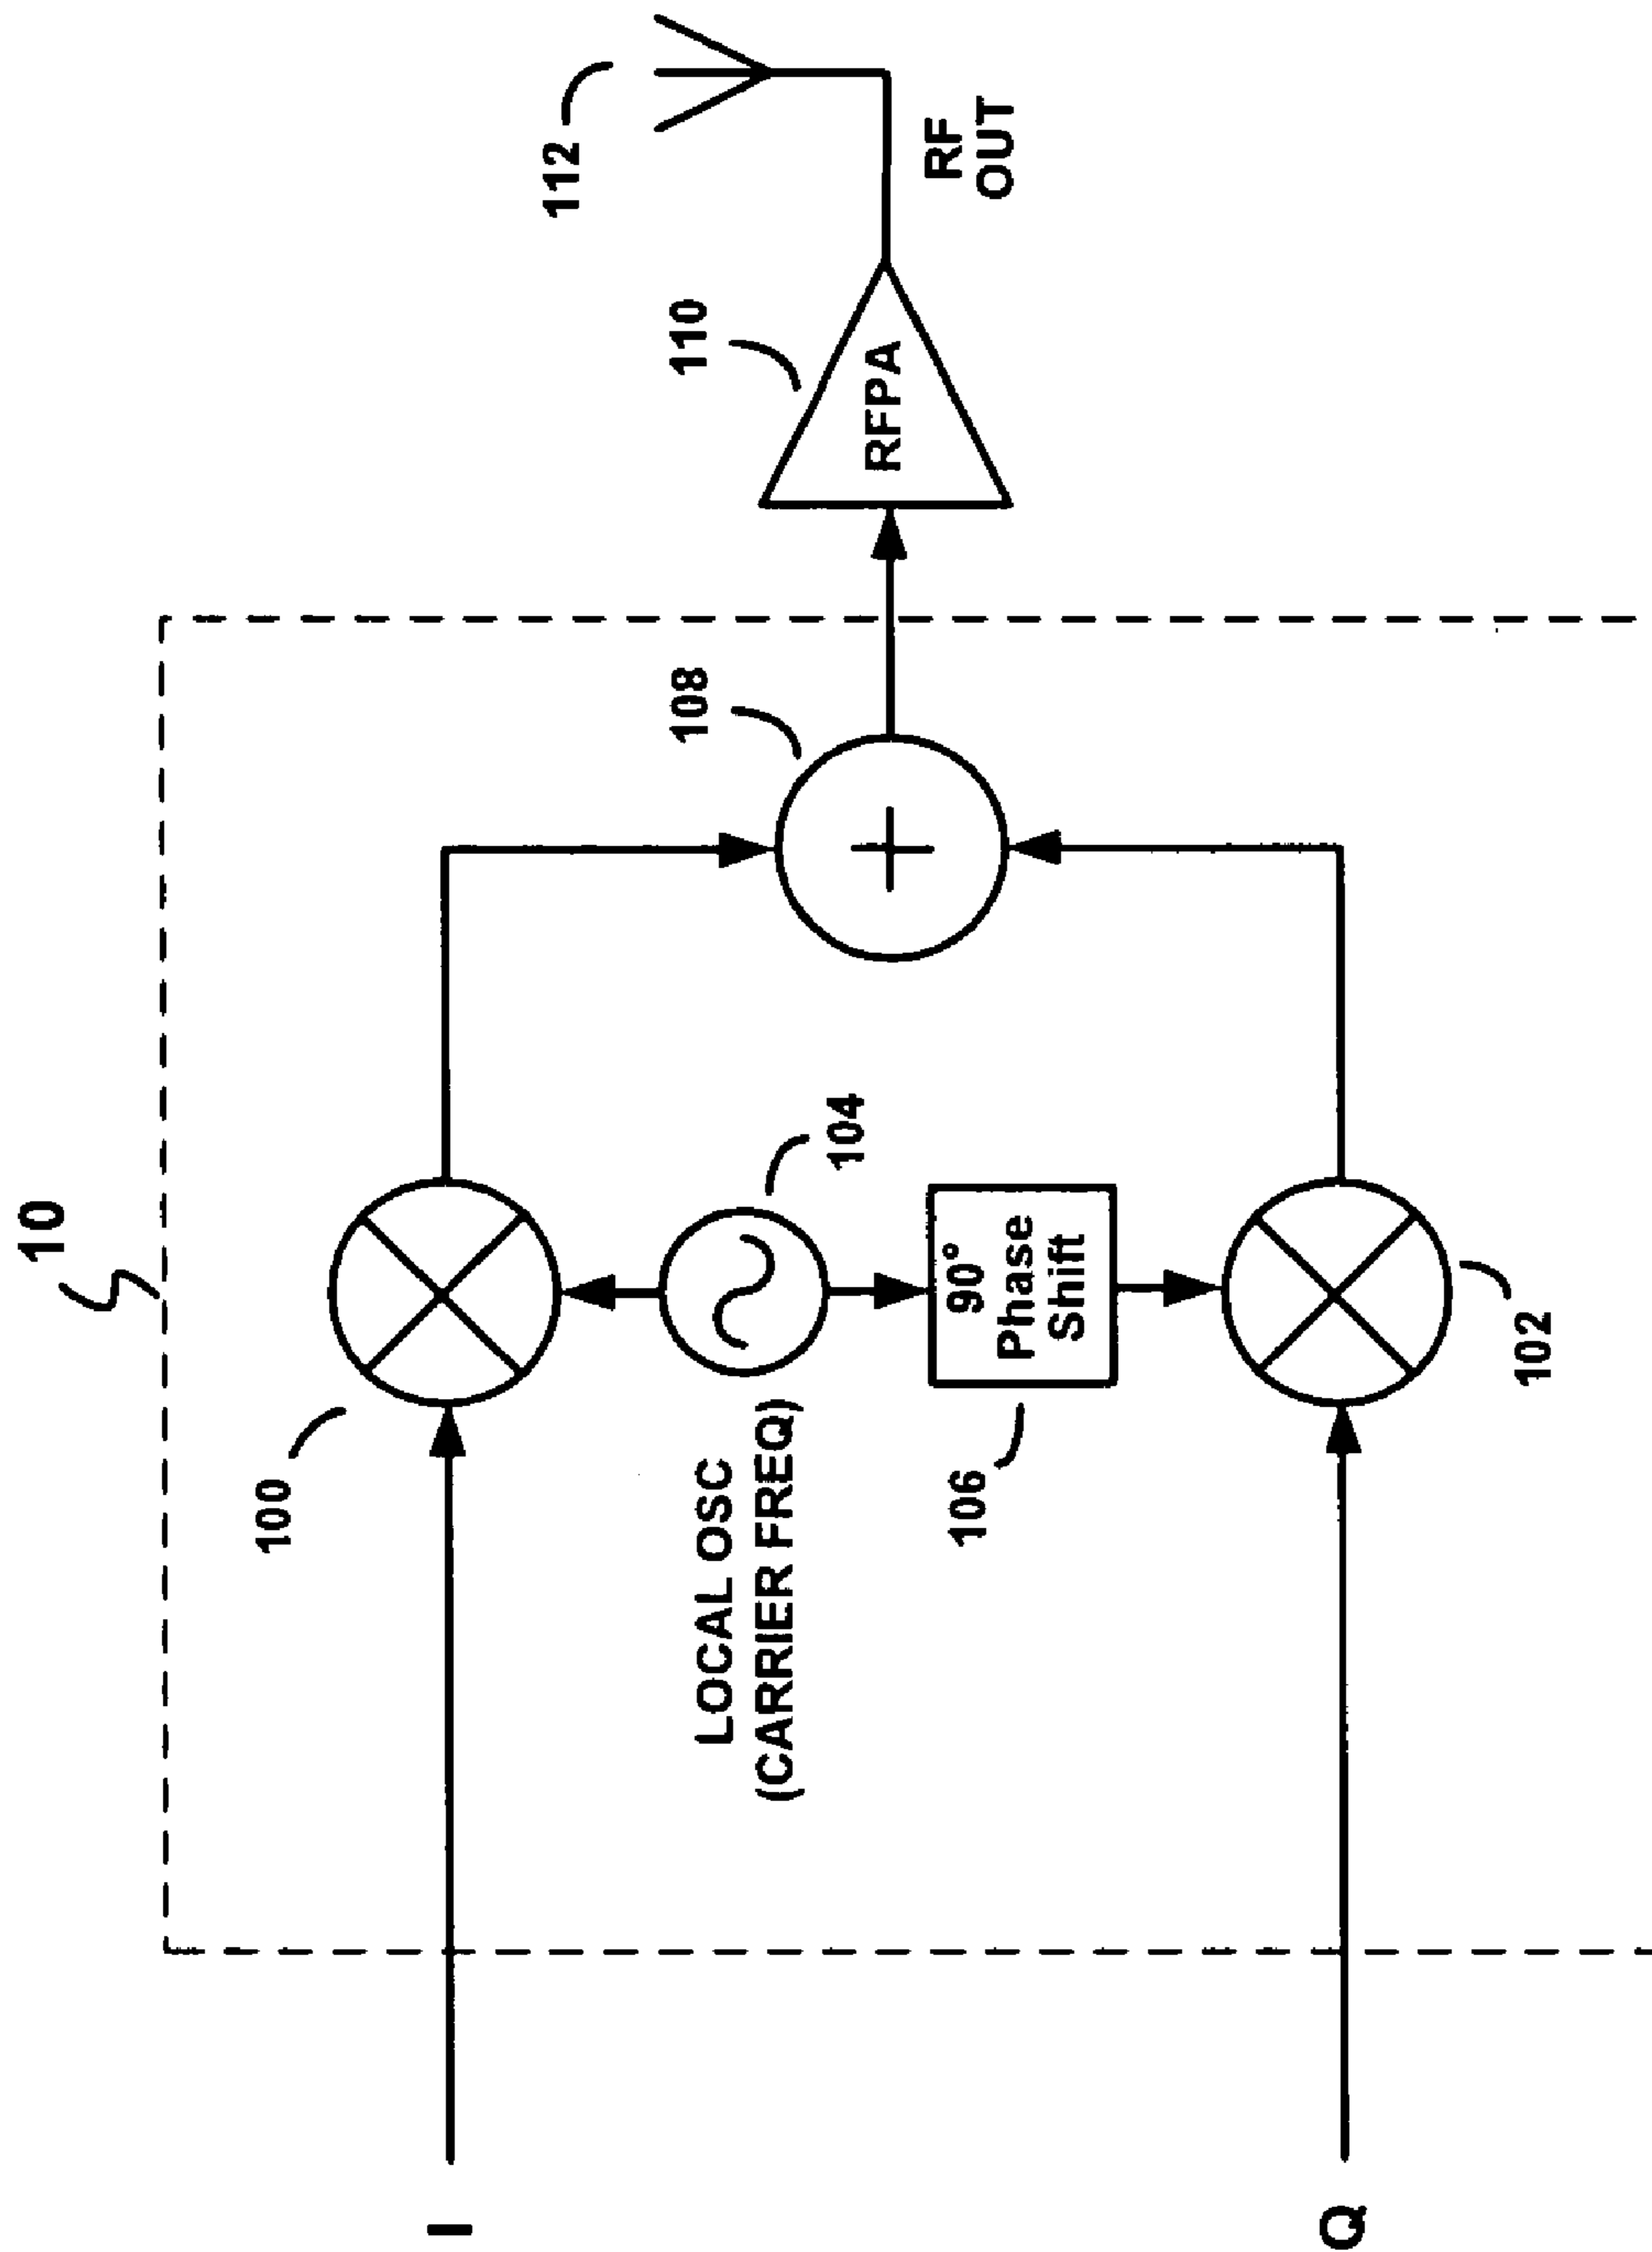 10
I
Q
100
LOCAL OSC
(CARRIER FREQ)
104
106
90°
Phase
Shift
102
108
110
RFPA
112
RF
OUT